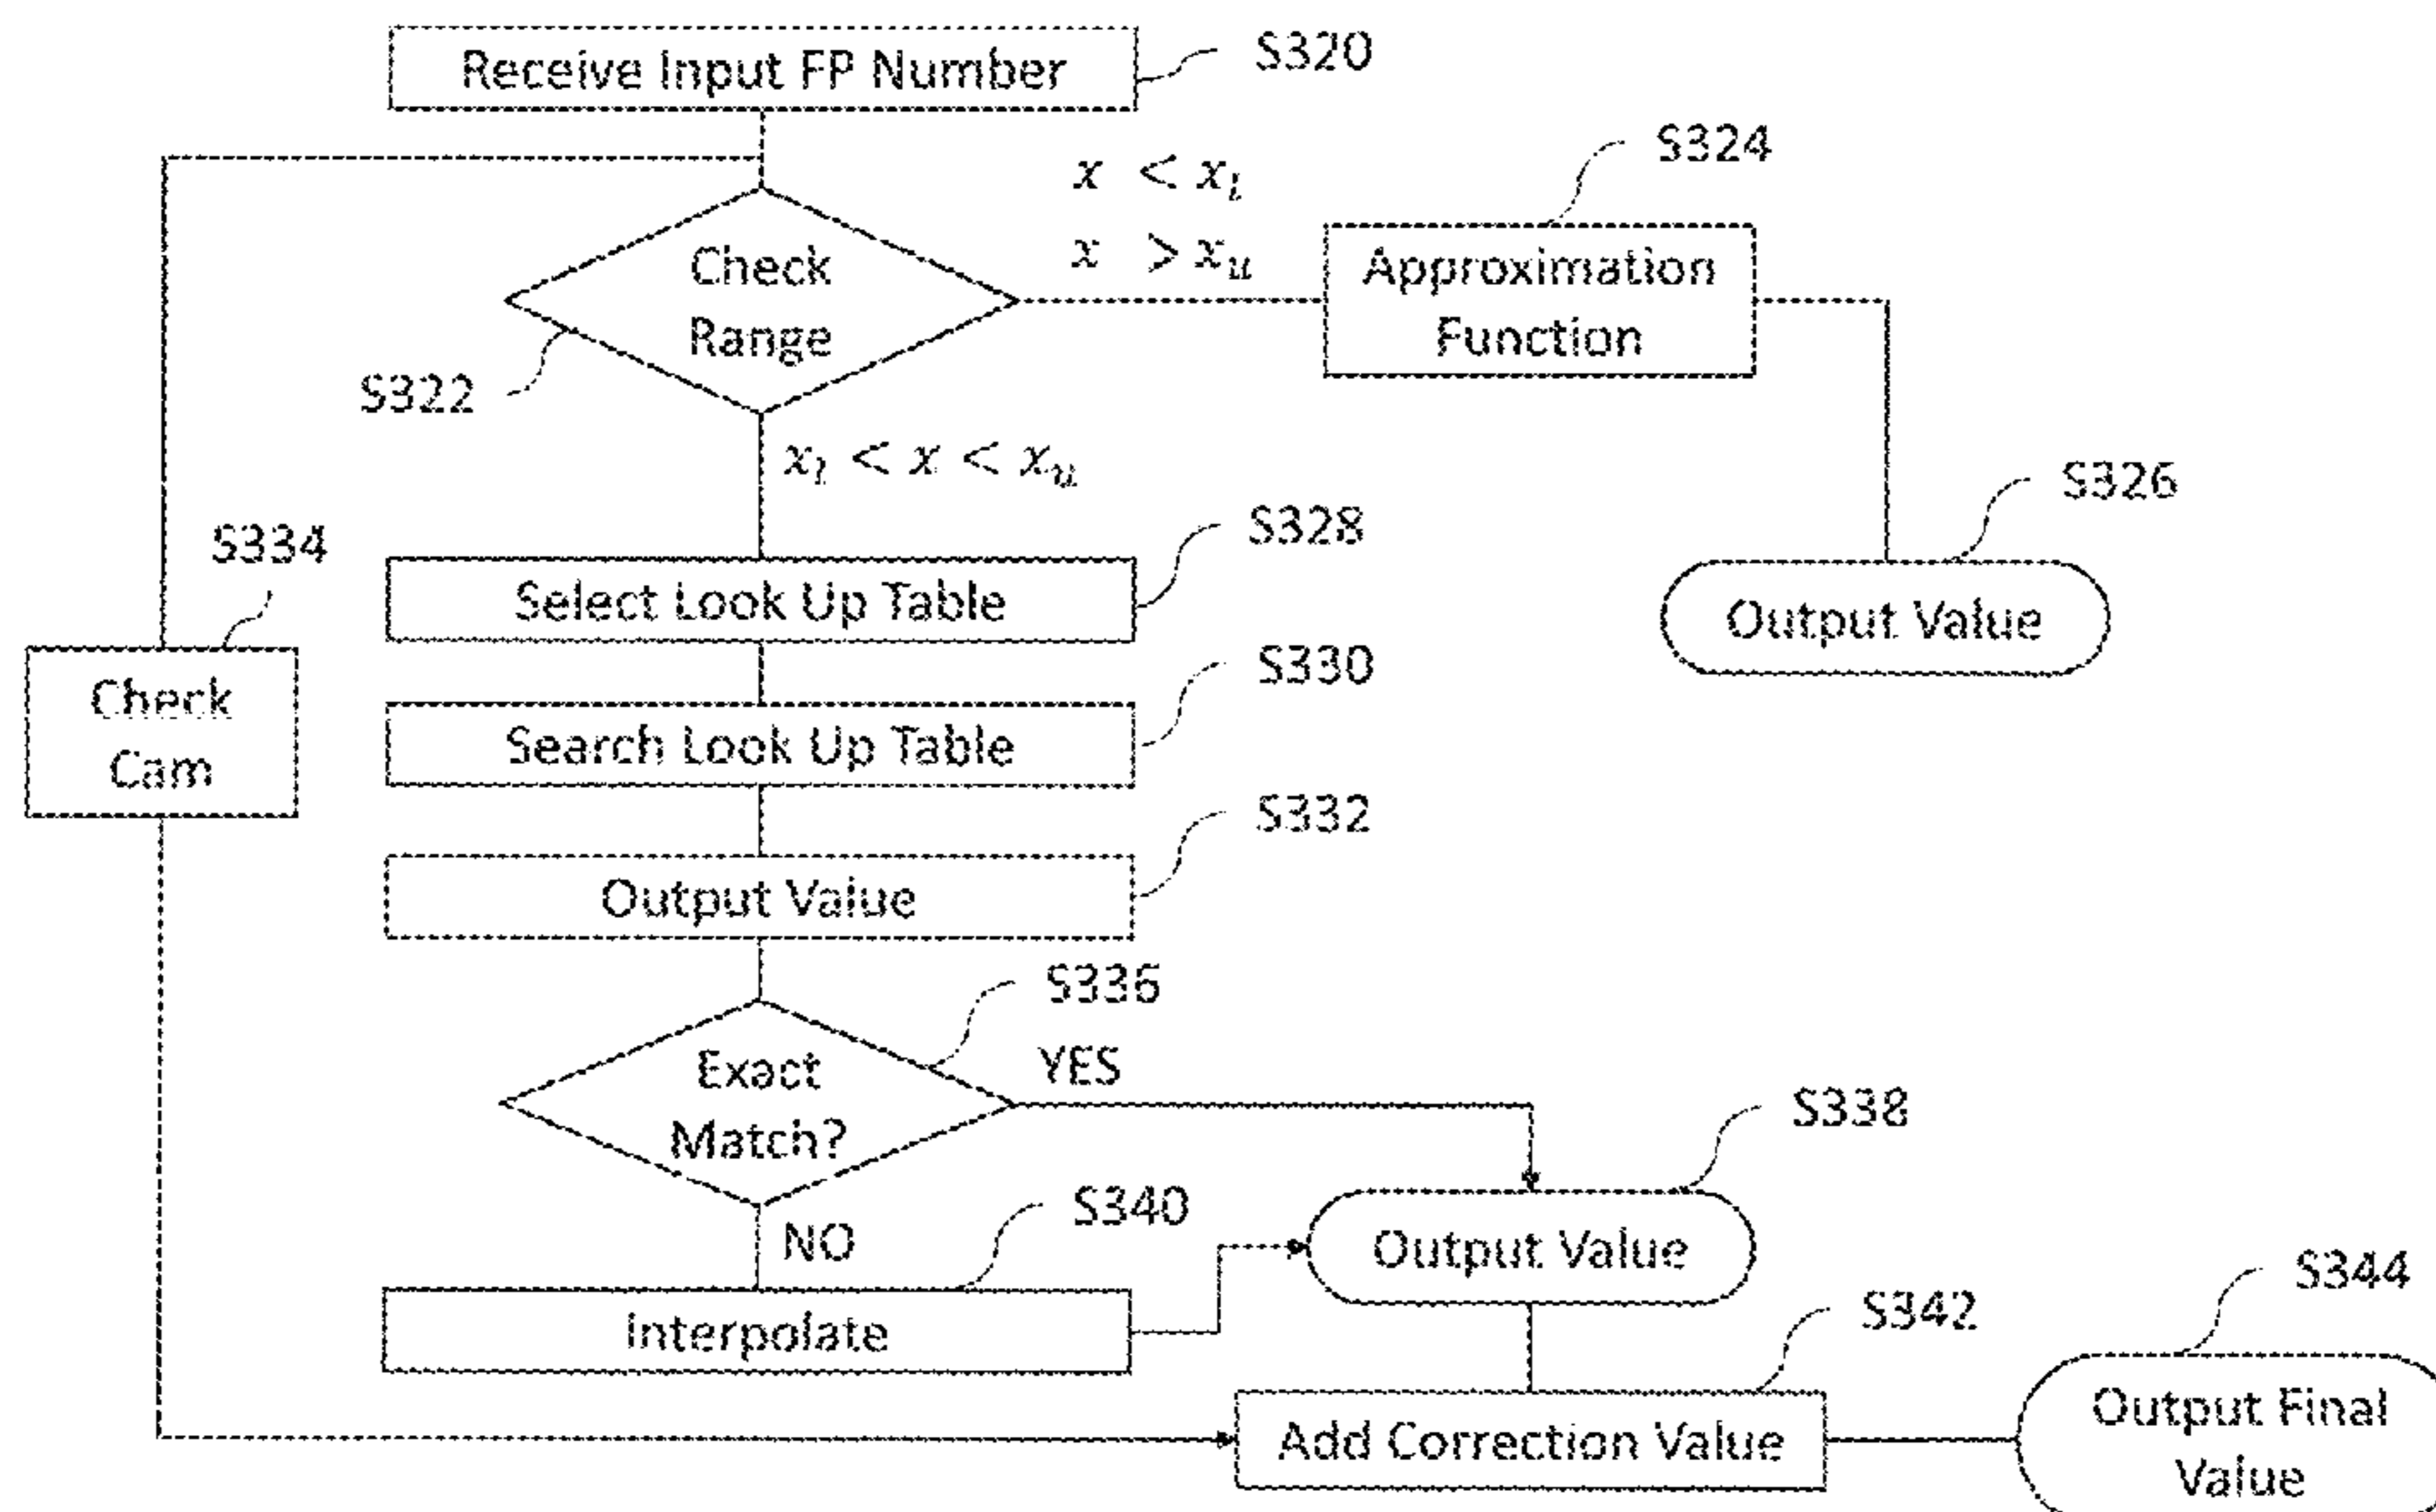 Receive Input FP Number
S320
x < x_l
x > x_u
S324
Check
Range
Approximation
Function
S322
x_l < x < x_u
S326
S334
S328
Select Look Up Table
Output Value
S330
Check
Cam
Search Look Up Table
S332
Output Value
S336
Exact
Match?
YES
S338
S340
NO
Output Value
S344
Interpolate
S342
Output Final
Value
Add Correction Value